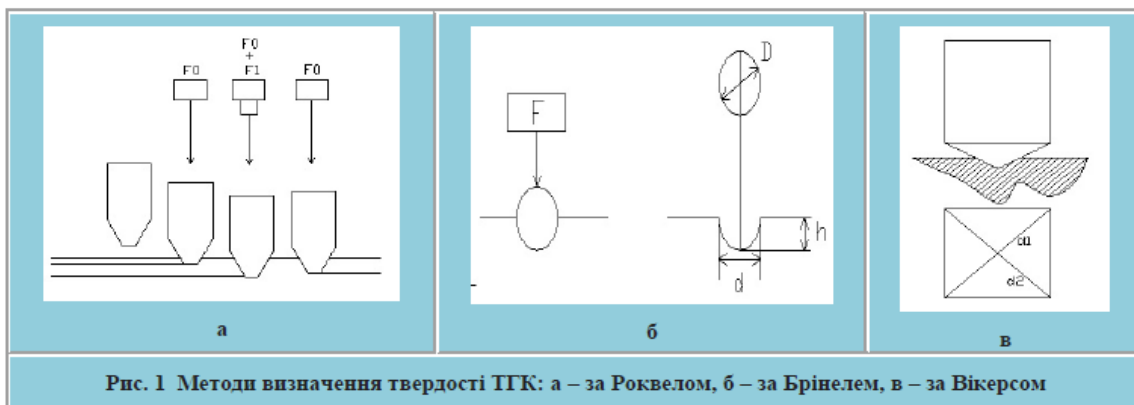 F0
+
F1
F0
F0
а
F
D
h
d
б
d1
d2
в
Рис. 1 Методи визначення твердості ТГК: а – за Роквелом, б – за Брінелем, в – за Вікерсом